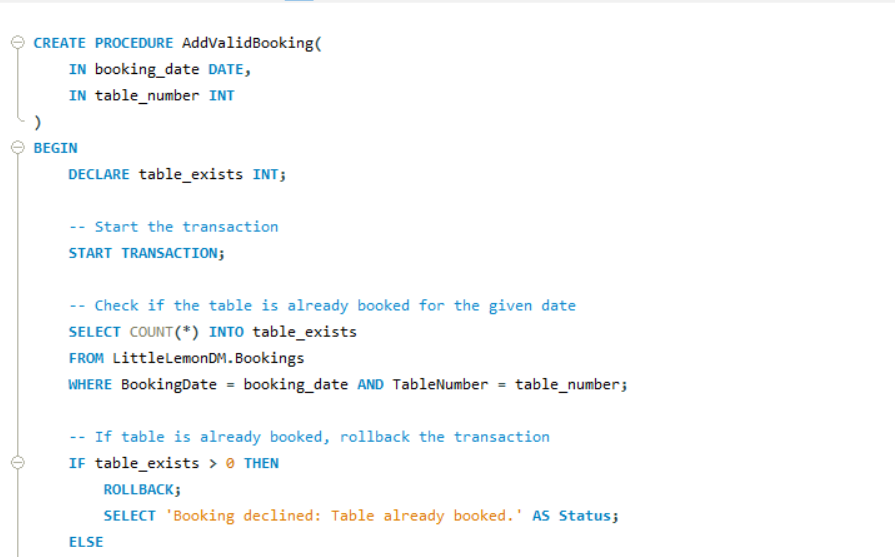 CREATE PROCEDURE AddValidBooking(
    IN booking_date DATE,
    IN table_number INT
)
BEGIN
    DECLARE table_exists INT;

    -- Start the transaction
    START TRANSACTION;

    -- Check if the table is already booked for the given date
    SELECT COUNT(*) INTO table_exists
    FROM LittleLemonDM.Bookings
    WHERE BookingDate = booking_date AND TableNumber = table_number;

    -- If table is already booked, rollback the transaction
    IF table_exists > 0 THEN
        ROLLBACK;
        SELECT 'Booking declined: Table already booked.' AS Status;
    ELSE